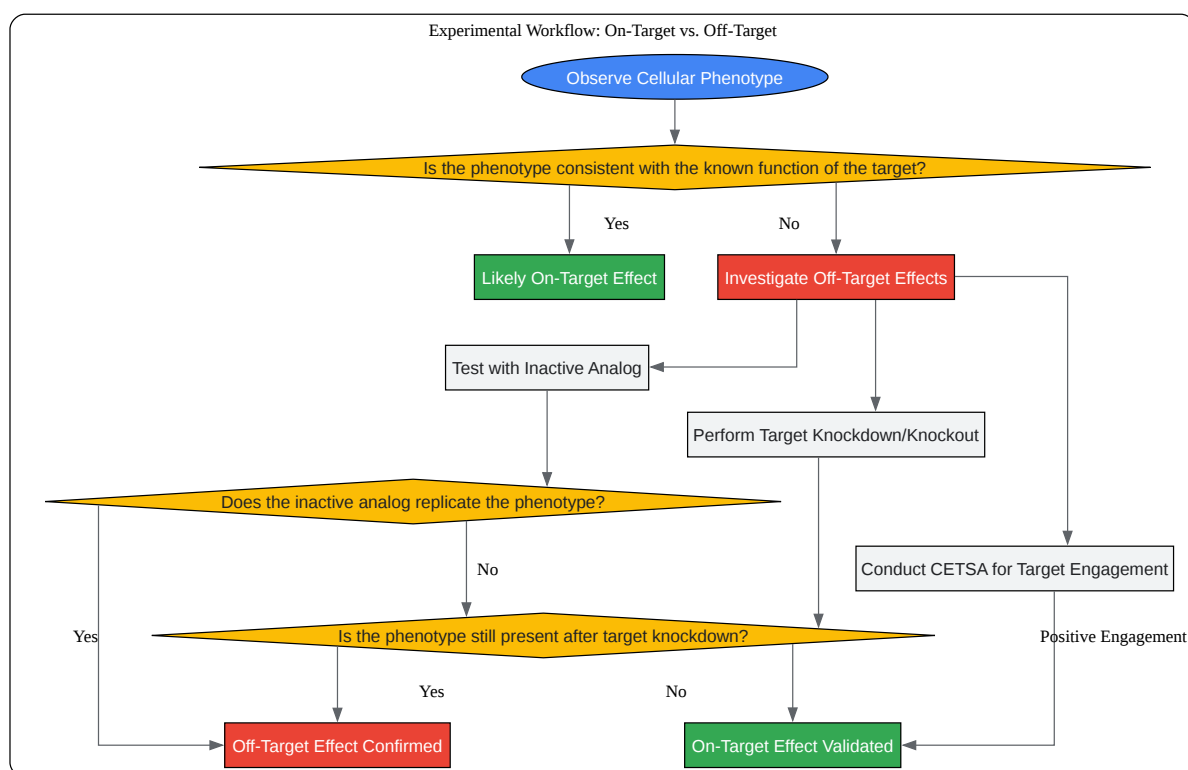 Experimental Workflow: On-Target vs. Off-Target
Observe Cellular Phenotype
Is the phenotype consistent with the known function of the target?
Yes
No
Likely On-Target Effect
Investigate Off-Target Effects
Test with Inactive Analog
Perform Target Knockdown/Knockout
Does the inactive analog replicate the phenotype?
Conduct CETSA for Target Engagement
No
Yes
Is the phenotype still present after target knockdown?
Positive Engagement
Yes
No
Off-Target Effect Confirmed
On-Target Effect Validated